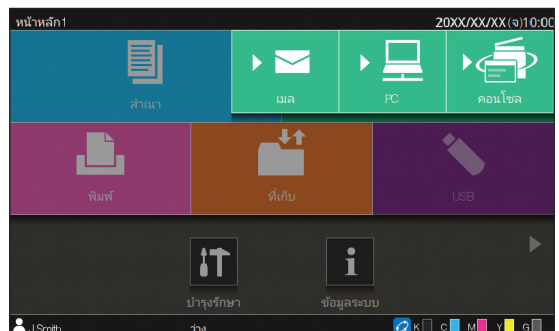 หน้าหลัก1 20XX/XX/XX(จ)10:00
สำเนา เมล PC คอนโซล
พิมพ์ ที่เก็บ USB
บำรุงรักษา ข้อมูลระบบ
J.Smith ว่าง K C M Y G